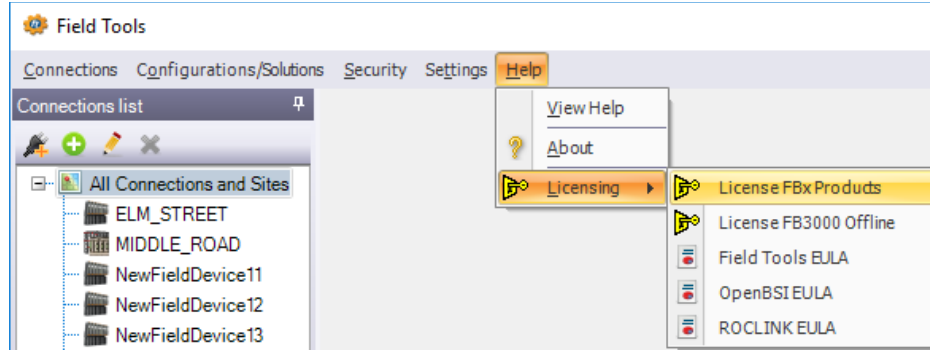 Field Tools
Connections Configurations/Solutions Security Settings Help
Connections list
View Help
About
Licensing
License FBx Products
License FB3000 Offline
Field Tools EULA
OpenBSI EULA
ROCLINK EULA
All Connections and Sites
ELM_STREET
MIDDLE_ROAD
NewFieldDevice11
NewFieldDevice12
NewFieldDevice13